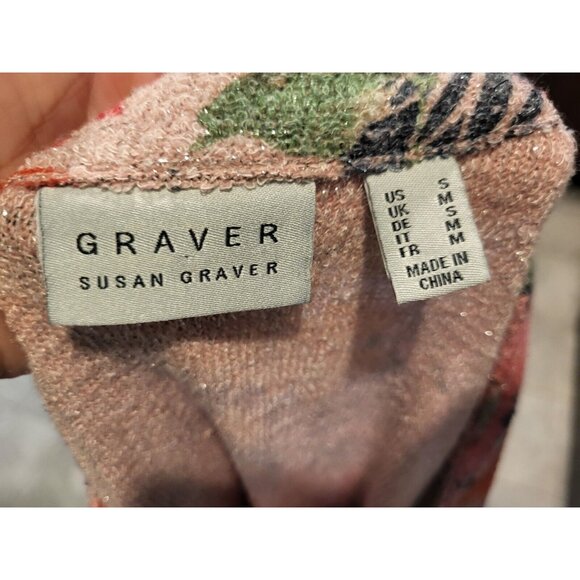 GRAVER
SUSAN GRAVER
US S
UK M
DE S
IT M
FR M
MADE IN
CHINA